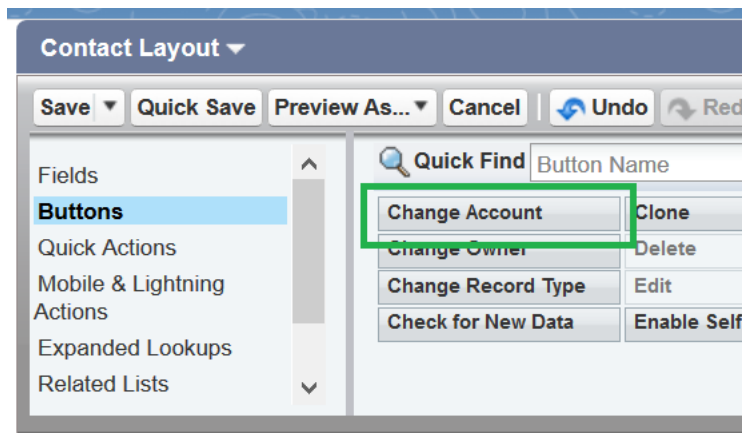 Contact Layout
Save Quick Save Preview As... Cancel Undo
Fields
Buttons
Quick Actions
Mobile & Lightning
Actions
Expanded Lookups
Related Lists
Quick Find Button Name
Change Account Clone
Change Owner Delete
Change Record Type Edit
Check for New Data Enable Self